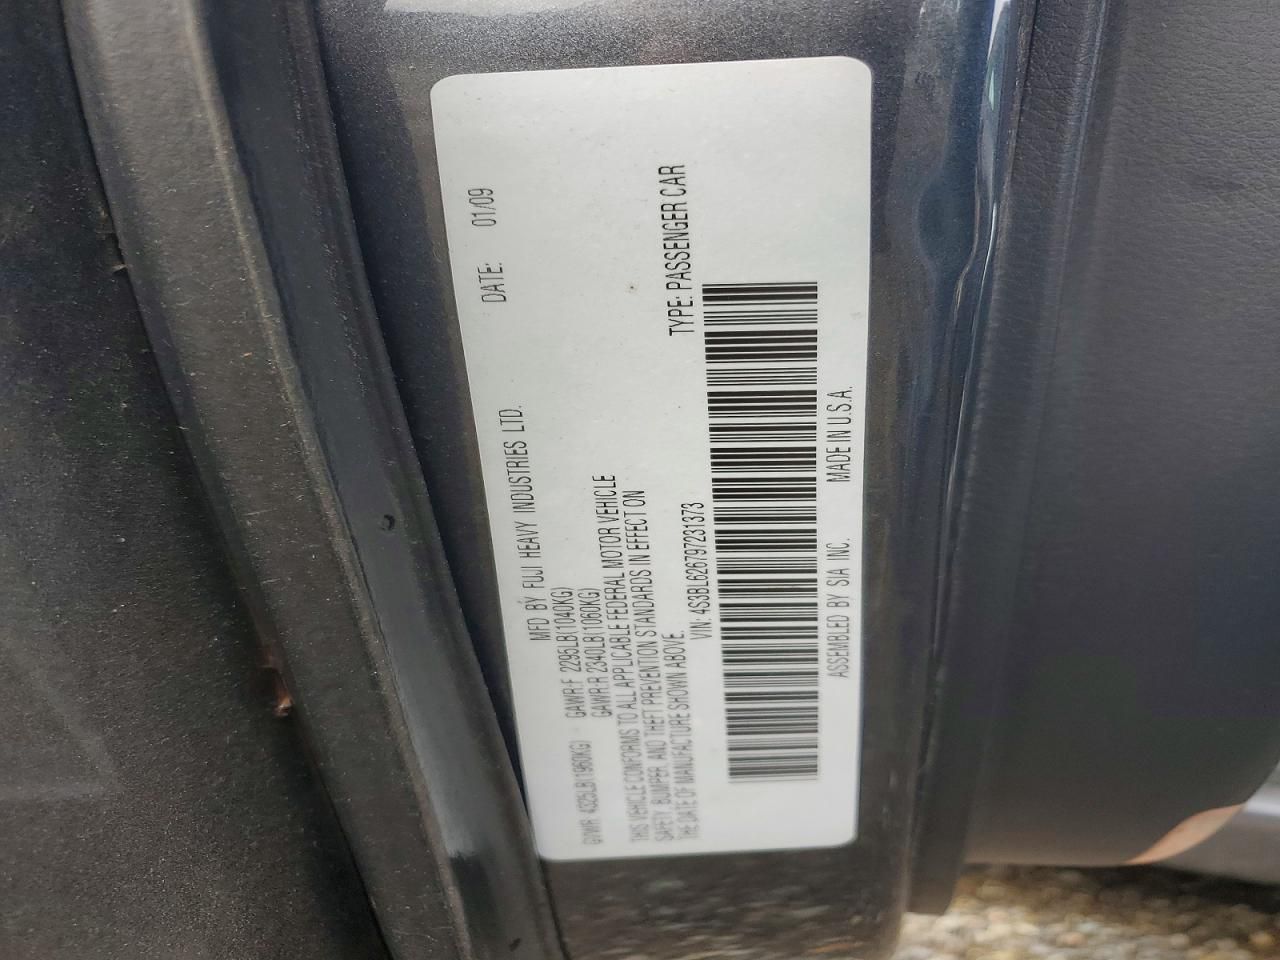 MFD BY FUJI HEAVY INDUSTRIES LTD. DATE: 01/09
GVWR 4325LB(1960KG) GAWR:F 2295LB(1040KG)
GAWR:R 2340LB(1060KG)
THIS VEHICLE CONFORMS TO ALL APPLICABLE FEDERAL MOTOR VEHICLE
SAFETY, BUMPER, AND THEFT PREVENTION STANDARDS IN EFFECT ON
THE DATE OF MANUFACTURE SHOWN ABOVE.
VIN: 4S3BL626797231373 TYPE: PASSENGER CAR
ASSEMBLED BY SIA INC. MADE IN U.S.A.